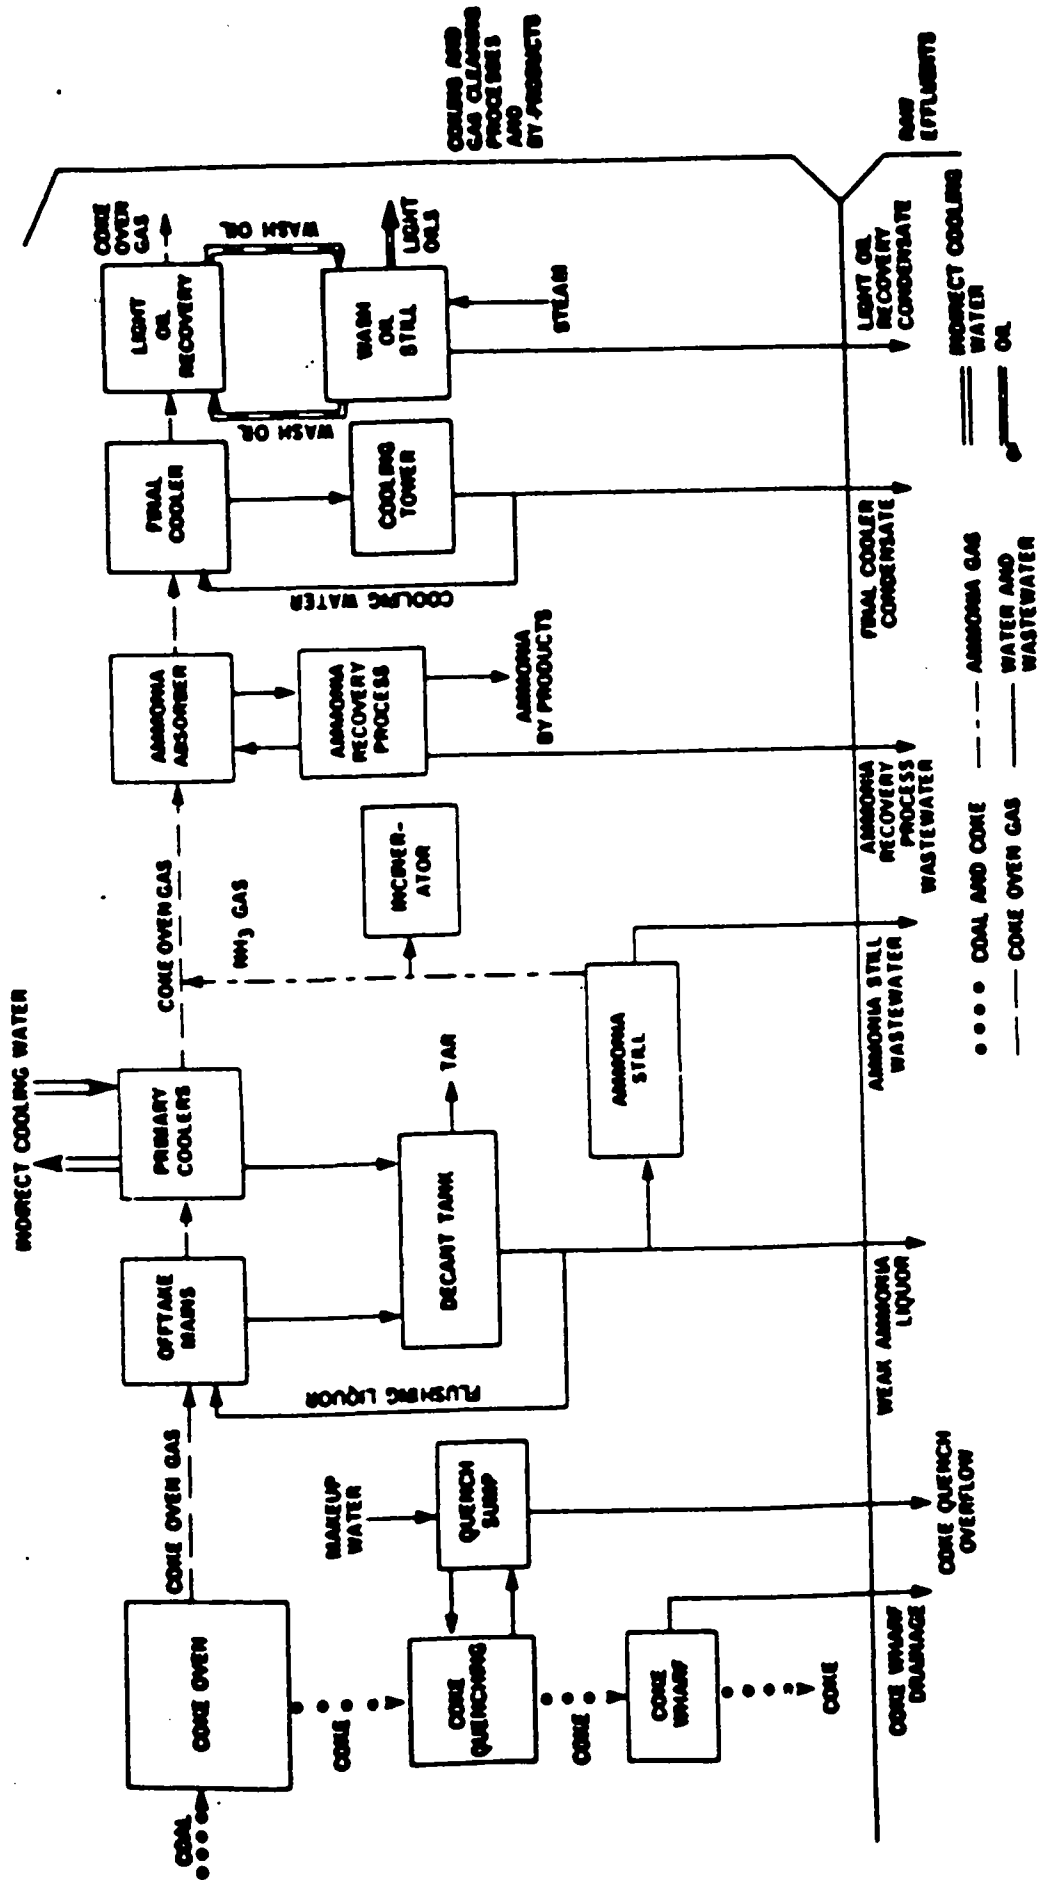 INDIRECT COOLING WATER
COAL
COKE OVEN
COKE OVEN GAS
OFFTAKE
MAINS
PRIMARY
COOLERS
COKE OVEN GAS
AMMONIA
ABSORBER
FINAL
COOLER
LIGHT
OIL
RECOVERY
COKE
OVEN
GAS
NH3 GAS
WASH OIL
WASH OIL
COKE
MAKEUP
WATER
FLUSHING LIQUOR
DECANT TANK
TAR
INCINER-
ATOR
AMMONIA
RECOVERY
PROCESS
COOLING WATER
COOLING
TOWER
WASH
OIL
STILL
LIGHT
OILS
COOLING AND
GAS CLEANING
PROCESSES
AND
BY-PRODUCTS
COKE
QUENCHING
QUENCH
SUMP
AMMONIA
BY PRODUCTS
STEAM
COKE
COKE
WHARF
AMMONIA
STILL
COKE
COKE WHARF
DRAINAGE
COKE QUENCH
OVERFLOW
WEAK AMMONIA
LIQUOR
AMMONIA STILL
WASTEWATER
AMMONIA
RECOVERY
PROCESS
WASTEWATER
FINAL COOLER
CONDENSATE
LIGHT OIL
RECOVERY
CONDENSATE
RAW
EFFLUENTS
COAL AND COKE
AMMONIA GAS
INDIRECT COOLING
WATER
COKE OVEN GAS
WATER AND
WASTEWATER
OIL